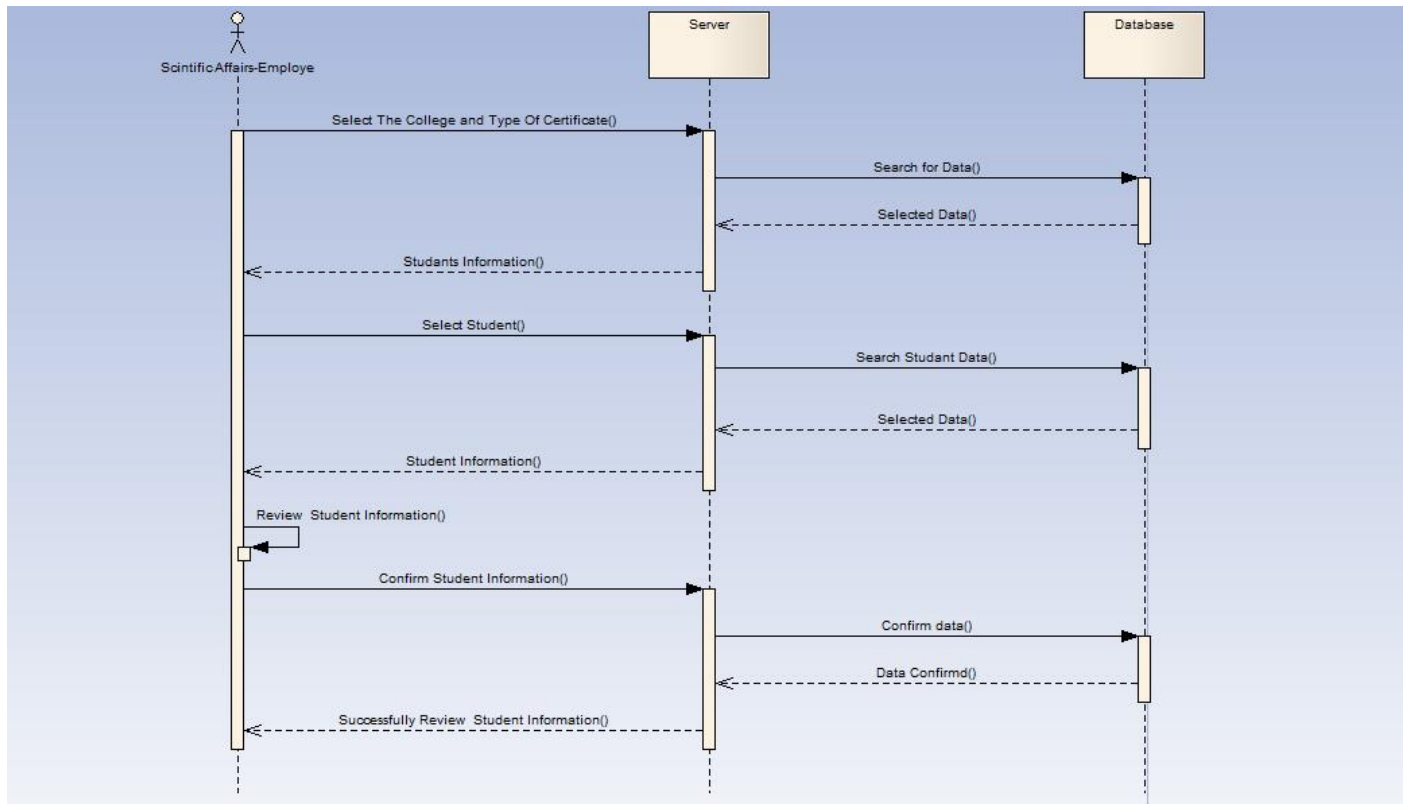 Server
Database
Scintific Affairs-Employe
Select The College and Type Of Certificate()
Search for Data()
Selected Data()
Studants Information()
Select Student()
Search Studant Data()
Selected Data()
Student Information()
Review Student Information()
Confirm Student Information()
Confirm data()
Data Confirmd()
Successfully Review Student Information()